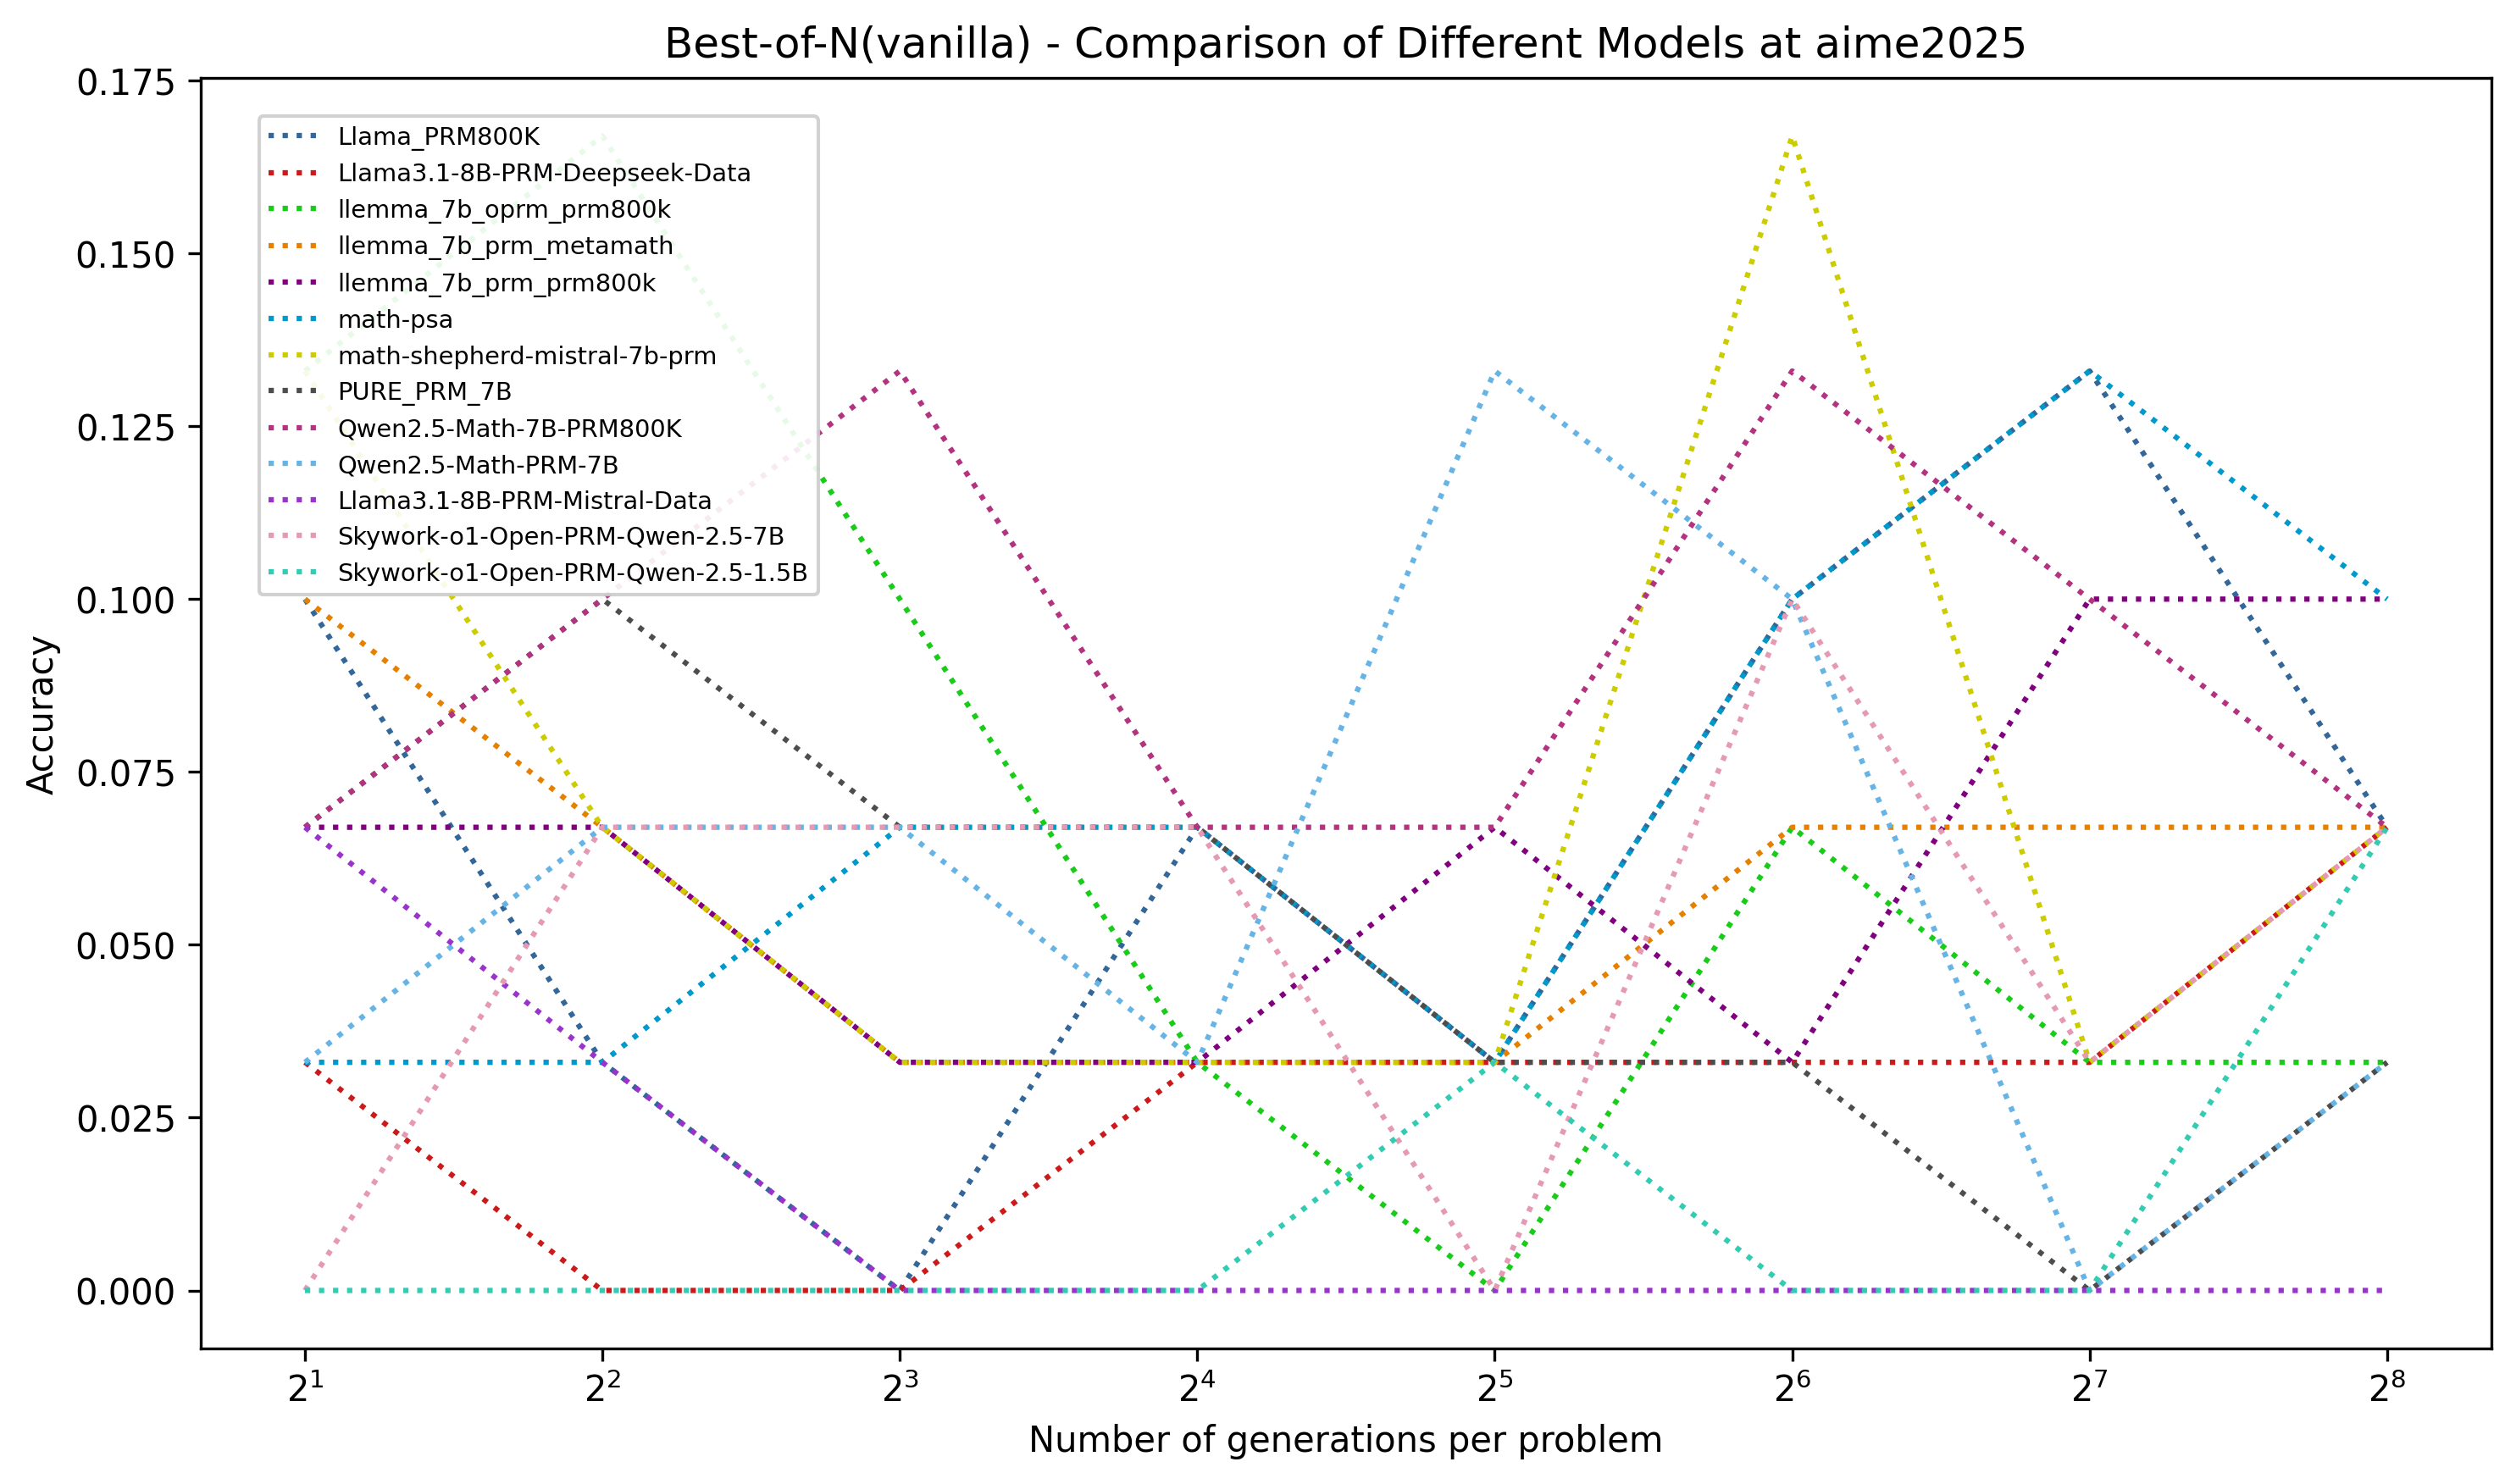 Best-of-N(vanilla) - Comparison of Different Models at aime2025
0.175
0.150
0.125
0.100
0.075
0.050
0.025
0.000
Accuracy
Llama_PRM800K
Llama3.1-8B-PRM-Deepseek-Data
llemma_7b_oprm_prm800k
llemma_7b_prm_metamath
llemma_7b_prm_prm800k
math-psa
math-shepherd-mistral-7b-prm
PURE_PRM_7B
Qwen2.5-Math-7B-PRM800K
Qwen2.5-Math-PRM-7B
Llama3.1-8B-PRM-Mistral-Data
Skywork-o1-Open-PRM-Qwen-2.5-7B
Skywork-o1-Open-PRM-Qwen-2.5-1.5B
2¹ 2² 2³ 2⁴ 2⁵ 2⁶ 2⁷ 2⁸
Number of generations per problem